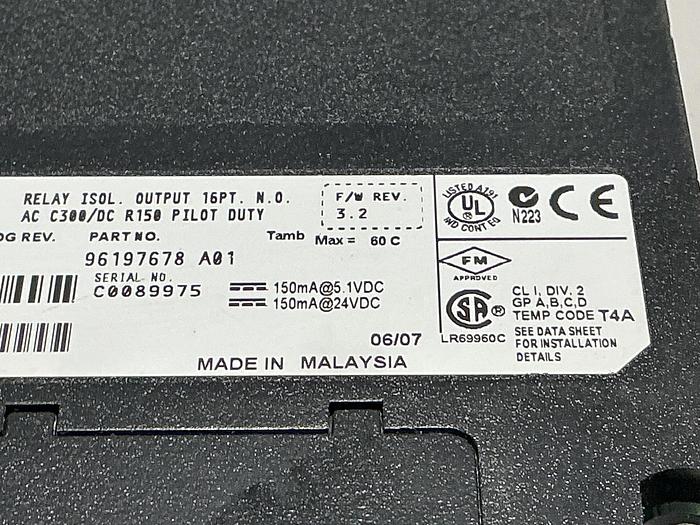 RELAY ISOL. OUTPUT 16PT. N.O.
AC C300/DC R150 PILOT DUTY
F/W REV.
3.2
OG REV. PART NO. Tamb Max = 60 C
96197678 A01
SERIAL NO.
C0089975
150mA@5.1VDC
150mA@24VDC
06/07
MADE IN MALAYSIA
LISTED A197
UL
IND CONT EQ
N223
CE
FM
APPROVED
SA
®
LR69960C
CL I, DIV. 2
GP A,B,C,D
TEMP CODE T4A
SEE DATA SHEET
FOR INSTALLATION
DETAILS